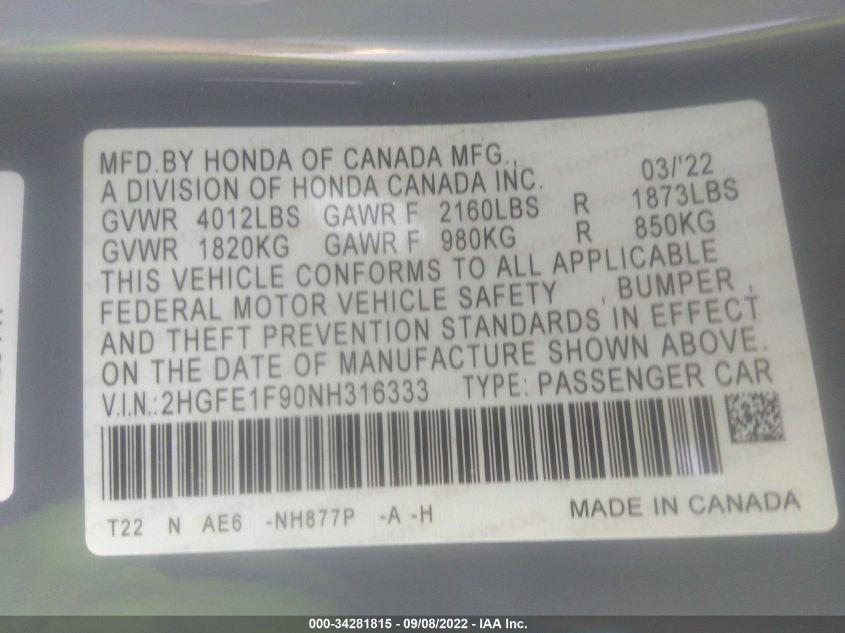 MFD.BY HONDA OF CANADA MFG.,
A DIVISION OF HONDA CANADA INC. 03/'22
GVWR 4012LBS GAWR F 2160LBS R 1873LBS
GVWR 1820KG GAWR F 980KG R 850KG
THIS VEHICLE CONFORMS TO ALL APPLICABLE
FEDERAL MOTOR VEHICLE SAFETY , BUMPER ,
AND THEFT PREVENTION STANDARDS IN EFFECT
ON THE DATE OF MANUFACTURE SHOWN ABOVE.
V.I.N.:2HGFE1F90NH316333 TYPE: PASSENGER CAR
T22 N AE6 -NH877P -A -H MADE IN CANADA
000-34281815 - 09/08/2022 - IAA Inc.